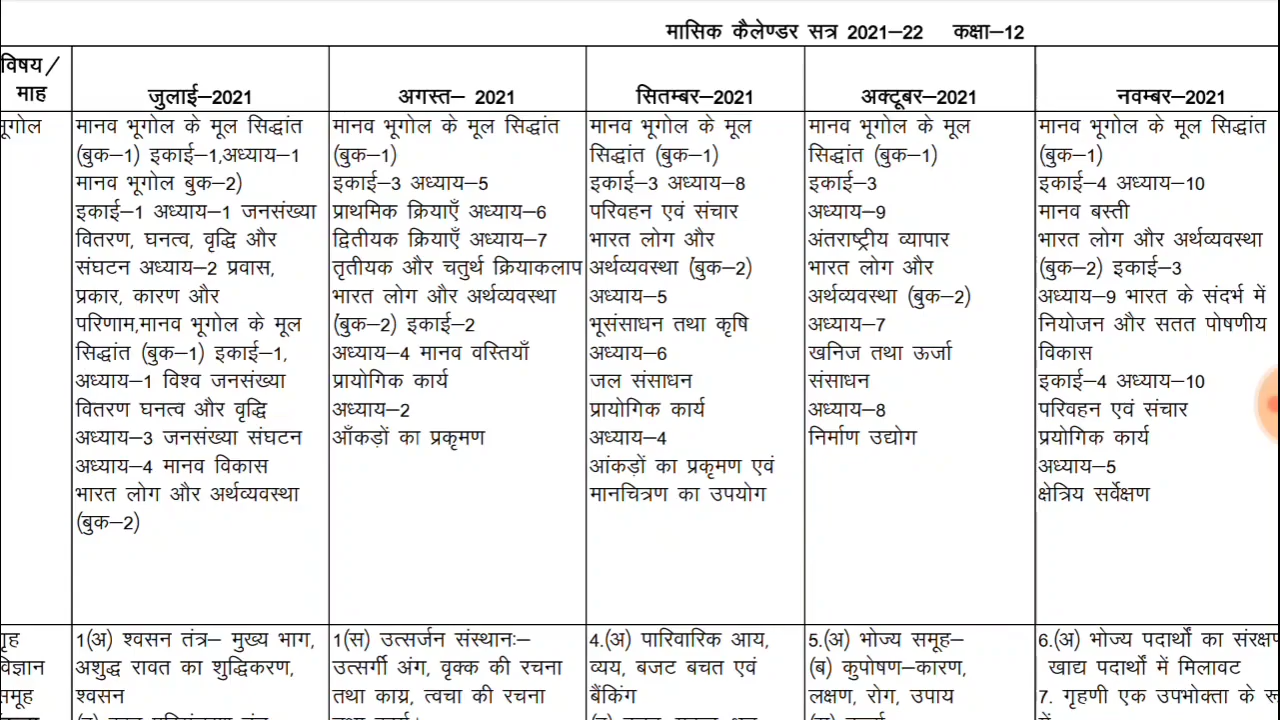 मासिक कैलेण्डर सत्र 2021–22 कक्षा–12
विषय/
माह
जुलाई–2021
अगस्त– 2021
सितम्बर–2021
अक्टूबर–2021
नवम्बर–2021
भूगोल
मानव भूगोल के मूल सिद्धांत
(बुक–1) इकाई–1,अध्याय–1
मानव भूगोल बुक–2)
इकाई–1 अध्याय–1 जनसंख्या
वितरण, घनत्व, वृद्धि और
संघटन अध्याय–2 प्रवास,
प्रकार, कारण और
परिणाम,मानव भूगोल के मूल
सिद्धांत (बुक–1) इकाई–1,
अध्याय–1 विश्व जनसंख्या
वितरण घनत्व और वृद्धि
अध्याय–3 जनसंख्या संघटन
अध्याय–4 मानव विकास
भारत लोग और अर्थव्यवस्था
(बुक–2)
मानव भूगोल के मूल सिद्धांत
(बुक–1)
इकाई–3 अध्याय–5
प्राथमिक क्रियाएँ अध्याय–6
द्वितीयक क्रियाएँ अध्याय–7
तृतीयक और चतुर्थ क्रियाकलाप
भारत लोग और अर्थव्यवस्था
(बुक–2) इकाई–2
अध्याय–4 मानव वस्तियाँ
प्रायोगिक कार्य
अध्याय–2
आँकड़ों का प्रकृमण
मानव भूगोल के मूल
सिद्धांत (बुक–1)
इकाई–3 अध्याय–8
परिवहन एवं संचार
भारत लोग और
अर्थव्यवस्था (बुक–2)
अध्याय–5
भूसंसाधन तथा कृषि
अध्याय–6
जल संसाधन
प्रायोगिक कार्य
अध्याय–4
आंकड़ों का प्रकृमण एवं
मानचित्रण का उपयोग
मानव भूगोल के मूल
सिद्धांत (बुक–1)
इकाई–3
अध्याय–9
अंतराष्ट्रीय व्यापार
भारत लोग और
अर्थव्यवस्था (बुक–2)
अध्याय–7
खनिज तथा ऊर्जा
संसाधन
अध्याय–8
निर्माण उद्योग
मानव भूगोल के मूल सिद्धांत
(बुक–1)
इकाई–4 अध्याय–10
मानव बस्ती
भारत लोग और अर्थव्यवस्था
(बुक–2) इकाई–3
अध्याय–9 भारत के संदर्भ में
नियोजन और सतत पोषणीय
विकास
इकाई–4 अध्याय–10
परिवहन एवं संचार
प्रयोगिक कार्य
अध्याय–5
क्षेत्रिय सर्वेक्षण
गृह
विज्ञान
समूह
1(अ) श्वसन तंत्र– मुख्य भाग,
अशुद्ध रावत का शुद्धिकरण,
श्वसन
1(स) उत्सर्जन संस्थानः–
उत्सर्गी अंग, वृक्क की रचना
तथा काय्र, त्वचा की रचना
4.(अ) पारिवारिक आय,
व्यय, बजट बचत एवं
बैंकिंग
5.(अ) भोज्य समूह–
(ब) कुपोषण–कारण,
लक्षण, रोग, उपाय
6.(अ) भोज्य पदार्थों का संरक्षण
खाद्य पदार्थों में मिलावट
7. गृहणी एक उपभोक्ता के
में